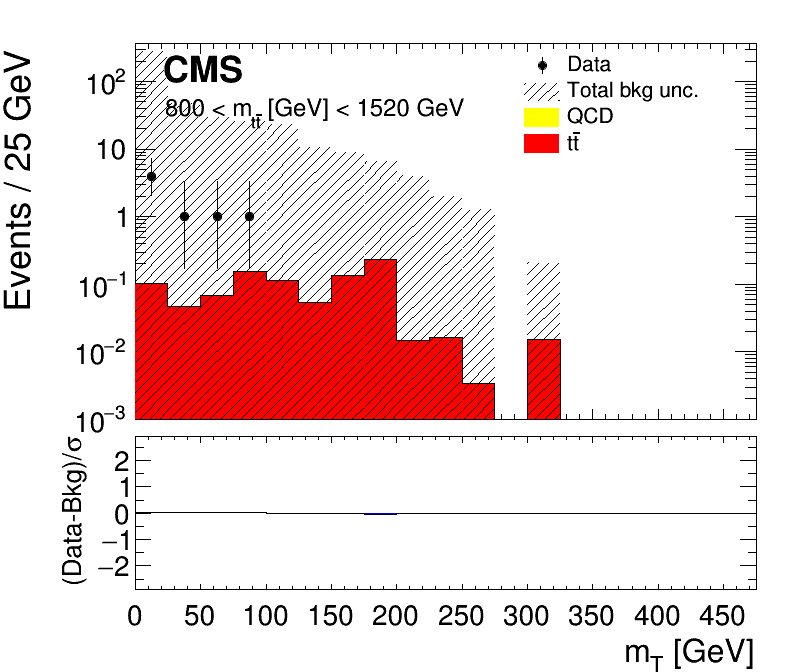 Events / 25 GeV
10²
10
1
10⁻¹
10⁻²
10⁻³
CMS
800 < m_tt̄ [GeV] < 1520 GeV
Data
Total bkg unc.
QCD
tt̄
(Data-Bkg)/σ
2
1
0
−1
−2
0 50 100 150 200 250 300 350 400 450
m_T [GeV]